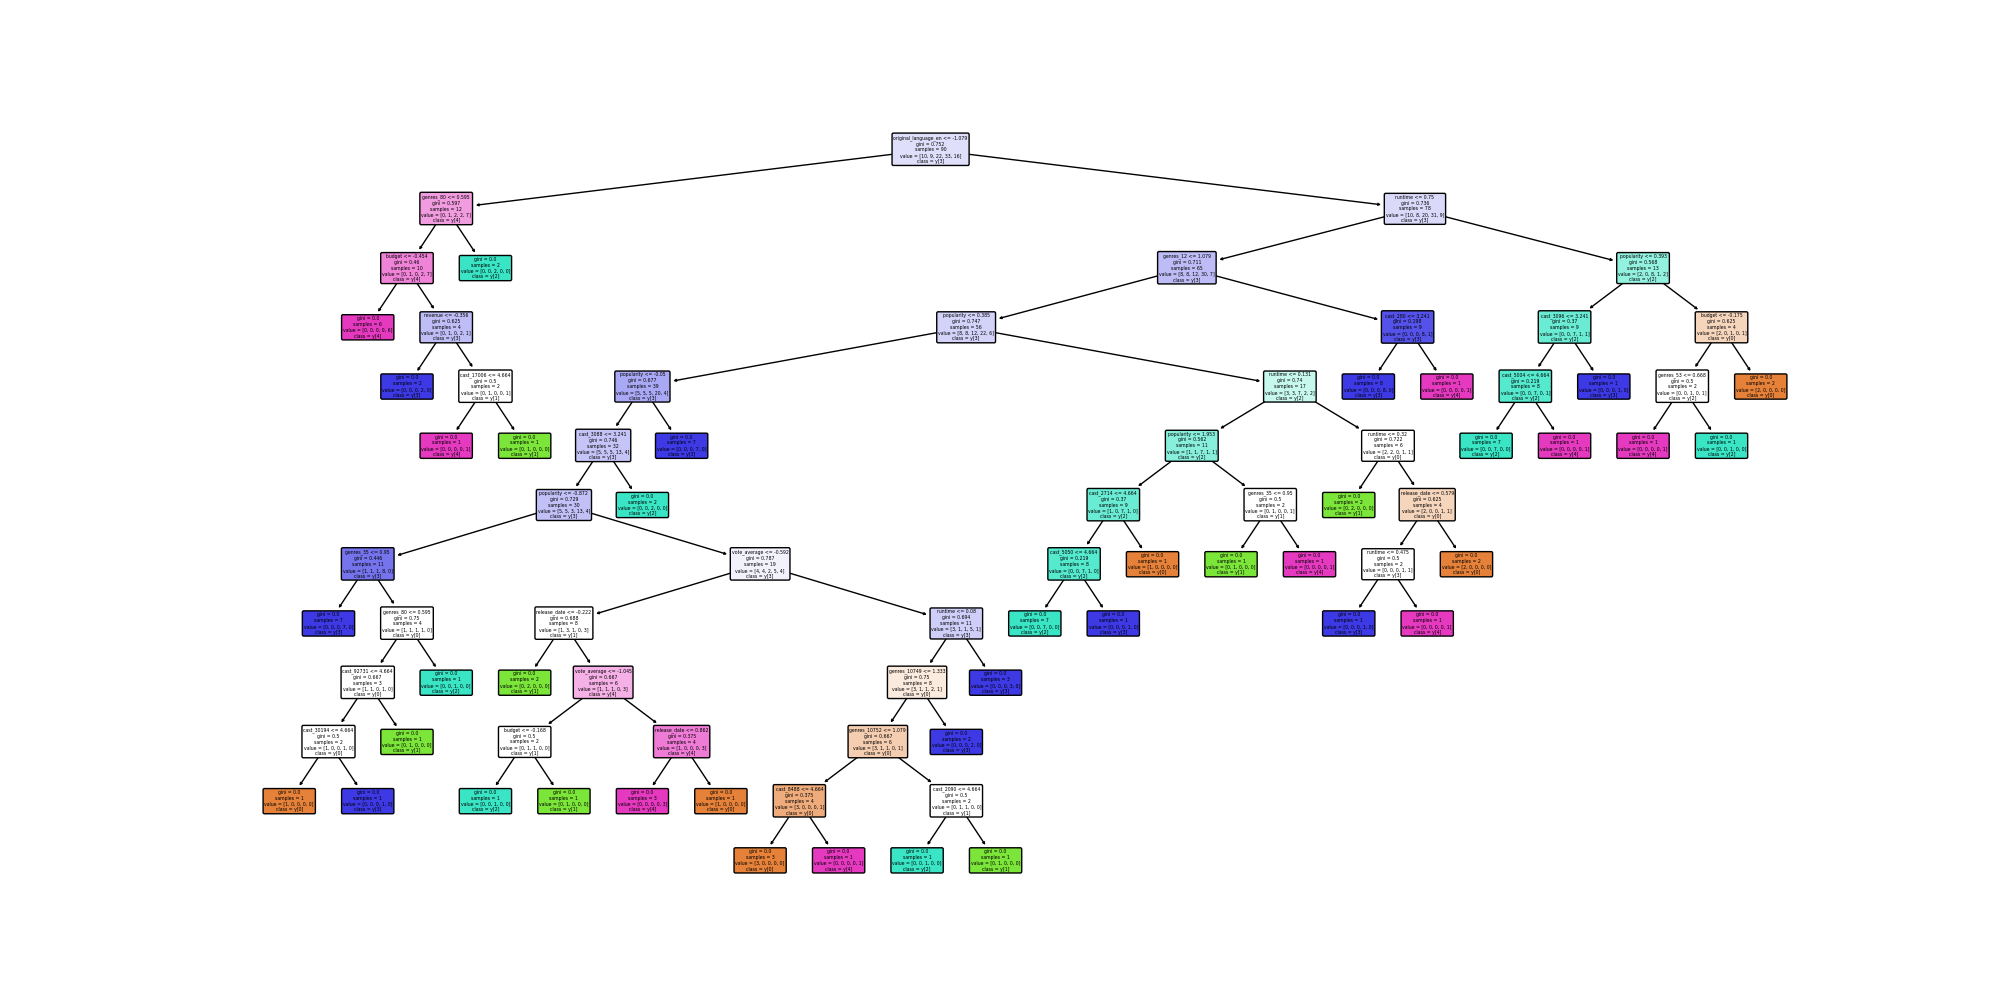 original_language_en <= -1.079
gini = 0.752
samples = 90
value = [10, 9, 22, 33, 16]
class = y[3]
genres_80 <= 0.595
gini = 0.597
samples = 12
value = [0, 1, 2, 2, 7]
class = y[4]
runtime <= 0.75
gini = 0.736
samples = 78
value = [10, 8, 20, 31, 9]
class = y[3]
budget <= -0.454
gini = 0.46
samples = 10
value = [0, 1, 0, 2, 7]
class = y[4]
gini = 0.0
samples = 2
value = [0, 0, 2, 0, 0]
class = y[2]
genres_12 <= 1.079
gini = 0.711
samples = 65
value = [8, 8, 12, 30, 7]
class = y[3]
popularity <= 0.393
gini = 0.568
samples = 13
value = [2, 0, 8, 1, 2]
class = y[2]
gini = 0.0
samples = 6
value = [0, 0, 0, 0, 6]
class = y[4]
revenue <= -0.356
gini = 0.625
samples = 4
value = [0, 1, 0, 2, 1]
class = y[3]
popularity <= 0.385
gini = 0.747
samples = 56
value = [8, 8, 12, 22, 6]
class = y[3]
cast_288 <= 3.241
gini = 0.198
samples = 9
value = [0, 0, 0, 8, 1]
class = y[3]
cast_3096 <= 3.241
gini = 0.37
samples = 9
value = [0, 0, 7, 1, 1]
class = y[2]
budget <= -0.175
gini = 0.625
samples = 4
value = [2, 0, 1, 0, 1]
class = y[0]
gini = 0.0
samples = 2
value = [0, 0, 0, 2, 0]
class = y[3]
cast_17006 <= 4.664
gini = 0.5
samples = 2
value = [0, 1, 0, 0, 1]
class = y[1]
popularity <= -0.05
gini = 0.677
samples = 39
value = [5, 5, 5, 20, 4]
class = y[3]
runtime <= 0.131
gini = 0.74
samples = 17
value = [3, 3, 7, 2, 2]
class = y[2]
gini = 0.0
samples = 8
value = [0, 0, 0, 8, 0]
class = y[3]
gini = 0.0
samples = 1
value = [0, 0, 0, 0, 1]
class = y[4]
cast_5004 <= 4.664
gini = 0.219
samples = 8
value = [0, 0, 7, 0, 1]
class = y[2]
gini = 0.0
samples = 1
value = [0, 0, 0, 1, 0]
class = y[3]
genres_53 <= 0.668
gini = 0.5
samples = 2
value = [0, 0, 1, 0, 1]
class = y[2]
gini = 0.0
samples = 2
value = [2, 0, 0, 0, 0]
class = y[0]
gini = 0.0
samples = 1
value = [0, 0, 0, 0, 1]
class = y[4]
gini = 0.0
samples = 1
value = [0, 1, 0, 0, 0]
class = y[1]
cast_3088 <= 3.241
gini = 0.746
samples = 32
value = [5, 5, 5, 13, 4]
class = y[3]
gini = 0.0
samples = 7
value = [0, 0, 0, 7, 0]
class = y[3]
popularity <= 1.953
gini = 0.562
samples = 11
value = [1, 1, 7, 1, 1]
class = y[2]
runtime <= 0.32
gini = 0.722
samples = 6
value = [2, 2, 0, 1, 1]
class = y[0]
gini = 0.0
samples = 7
value = [0, 0, 7, 0, 0]
class = y[2]
gini = 0.0
samples = 1
value = [0, 0, 0, 0, 1]
class = y[4]
gini = 0.0
samples = 1
value = [0, 0, 0, 0, 1]
class = y[4]
gini = 0.0
samples = 1
value = [0, 0, 1, 0, 0]
class = y[2]
popularity <= -0.872
gini = 0.729
samples = 30
value = [5, 5, 3, 13, 4]
class = y[3]
gini = 0.0
samples = 2
value = [0, 0, 2, 0, 0]
class = y[2]
cast_2714 <= 4.664
gini = 0.37
samples = 9
value = [1, 0, 7, 1, 0]
class = y[2]
genres_35 <= 0.95
gini = 0.5
samples = 2
value = [0, 1, 0, 0, 1]
class = y[1]
gini = 0.0
samples = 2
value = [0, 2, 0, 0, 0]
class = y[1]
release_date <= 0.579
gini = 0.625
samples = 4
value = [2, 0, 0, 1, 1]
class = y[0]
genres_35 <= 0.95
gini = 0.446
samples = 11
value = [1, 1, 1, 8, 0]
class = y[3]
vote_average <= -0.592
gini = 0.787
samples = 19
value = [4, 4, 2, 5, 4]
class = y[3]
cast_5050 <= 4.664
gini = 0.219
samples = 8
value = [0, 0, 7, 1, 0]
class = y[2]
gini = 0.0
samples = 1
value = [1, 0, 0, 0, 0]
class = y[0]
gini = 0.0
samples = 1
value = [0, 1, 0, 0, 0]
class = y[1]
gini = 0.0
samples = 1
value = [0, 0, 0, 0, 1]
class = y[4]
runtime <= 0.475
gini = 0.5
samples = 2
value = [0, 0, 0, 1, 1]
class = y[3]
gini = 0.0
samples = 2
value = [2, 0, 0, 0, 0]
class = y[0]
gini = 0.0
samples = 7
value = [0, 0, 0, 7, 0]
class = y[3]
genres_80 <= 0.595
gini = 0.75
samples = 4
value = [1, 1, 1, 1, 0]
class = y[0]
release_date <= -0.222
gini = 0.688
samples = 8
value = [1, 3, 1, 0, 3]
class = y[1]
runtime <= 0.08
gini = 0.694
samples = 11
value = [3, 1, 1, 5, 1]
class = y[3]
gini = 0.0
samples = 7
value = [0, 0, 7, 0, 0]
class = y[2]
gini = 0.0
samples = 1
value = [0, 0, 0, 1, 0]
class = y[3]
gini = 0.0
samples = 1
value = [0, 0, 0, 1, 0]
class = y[3]
gini = 0.0
samples = 1
value = [0, 0, 0, 0, 1]
class = y[4]
cast_92731 <= 4.664
gini = 0.667
samples = 3
value = [1, 1, 0, 1, 0]
class = y[0]
gini = 0.0
samples = 1
value = [0, 0, 1, 0, 0]
class = y[2]
gini = 0.0
samples = 2
value = [0, 2, 0, 0, 0]
class = y[1]
vote_average <= -1.045
gini = 0.667
samples = 6
value = [1, 1, 1, 0, 3]
class = y[4]
genres_10749 <= 1.333
gini = 0.75
samples = 8
value = [3, 1, 1, 2, 1]
class = y[0]
gini = 0.0
samples = 3
value = [0, 0, 0, 3, 0]
class = y[3]
cast_30194 <= 4.664
gini = 0.5
samples = 2
value = [1, 0, 0, 1, 0]
class = y[0]
gini = 0.0
samples = 1
value = [0, 1, 0, 0, 0]
class = y[1]
budget <= -0.168
gini = 0.5
samples = 2
value = [0, 1, 1, 0, 0]
class = y[1]
release_date <= 0.862
gini = 0.375
samples = 4
value = [1, 0, 0, 0, 3]
class = y[4]
genres_10752 <= 1.079
gini = 0.667
samples = 6
value = [3, 1, 1, 0, 1]
class = y[0]
gini = 0.0
samples = 2
value = [0, 0, 0, 2, 0]
class = y[3]
gini = 0.0
samples = 1
value = [1, 0, 0, 0, 0]
class = y[0]
gini = 0.0
samples = 1
value = [0, 0, 0, 1, 0]
class = y[3]
gini = 0.0
samples = 1
value = [0, 0, 1, 0, 0]
class = y[2]
gini = 0.0
samples = 1
value = [0, 1, 0, 0, 0]
class = y[1]
gini = 0.0
samples = 3
value = [0, 0, 0, 0, 3]
class = y[4]
gini = 0.0
samples = 1
value = [1, 0, 0, 0, 0]
class = y[0]
cast_8488 <= 4.664
gini = 0.375
samples = 4
value = [3, 0, 0, 0, 1]
class = y[0]
cast_2090 <= 4.664
gini = 0.5
samples = 2
value = [0, 1, 1, 0, 0]
class = y[1]
gini = 0.0
samples = 3
value = [3, 0, 0, 0, 0]
class = y[0]
gini = 0.0
samples = 1
value = [0, 0, 0, 0, 1]
class = y[4]
gini = 0.0
samples = 1
value = [0, 0, 1, 0, 0]
class = y[2]
gini = 0.0
samples = 1
value = [0, 1, 0, 0, 0]
class = y[1]